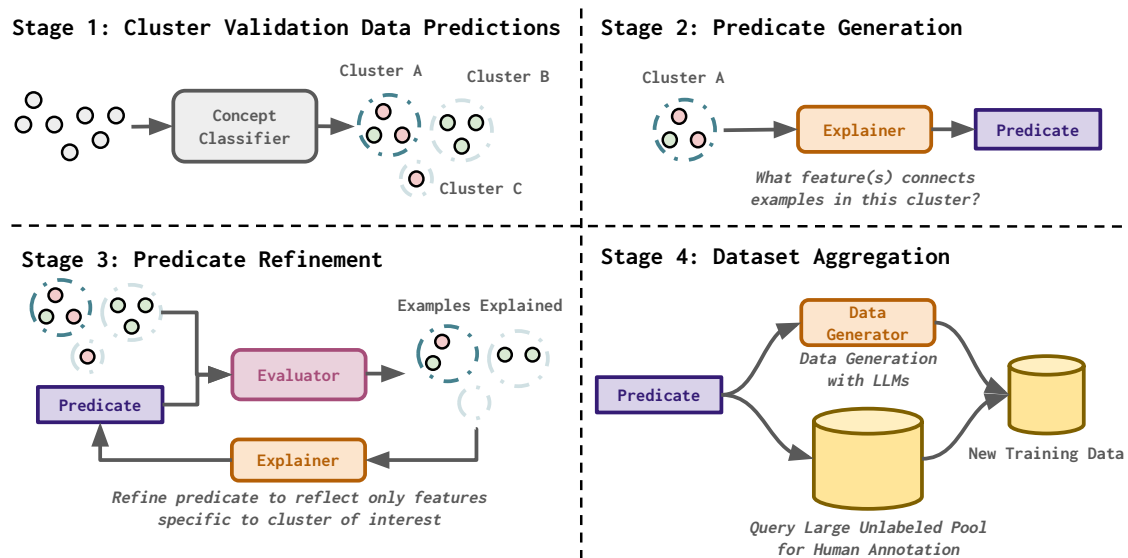 Stage 1: Cluster Validation Data Predictions
Cluster A
Cluster B
Concept
Classifier
Cluster C
Stage 2: Predicate Generation
Cluster A
Explainer
Predicate
What feature(s) connects
examples in this cluster?
Stage 3: Predicate Refinement
Examples Explained
Evaluator
Predicate
Explainer
Refine predicate to reflect only features
specific to cluster of interest
Stage 4: Dataset Aggregation
Data
Generator
Data Generation
with LLMs
Predicate
New Training Data
Query Large Unlabeled Pool
for Human Annotation